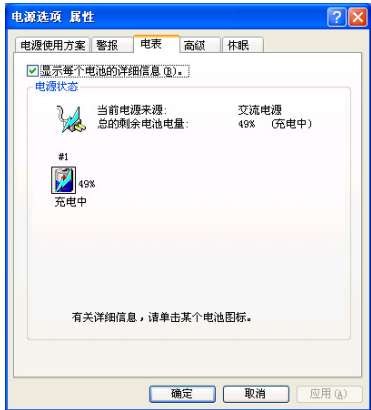 电源选项 属性
电源使用方案 警报 电表 高级 休眠
显示每个电池的详细信息(D)。
电源状态
当前电源来源: 交流电源
总的剩余电池电量: 49% (充电中)
#1
49%
充电中
有关详细信息，请单击某个电池图标。
确定 取消 应用(A)